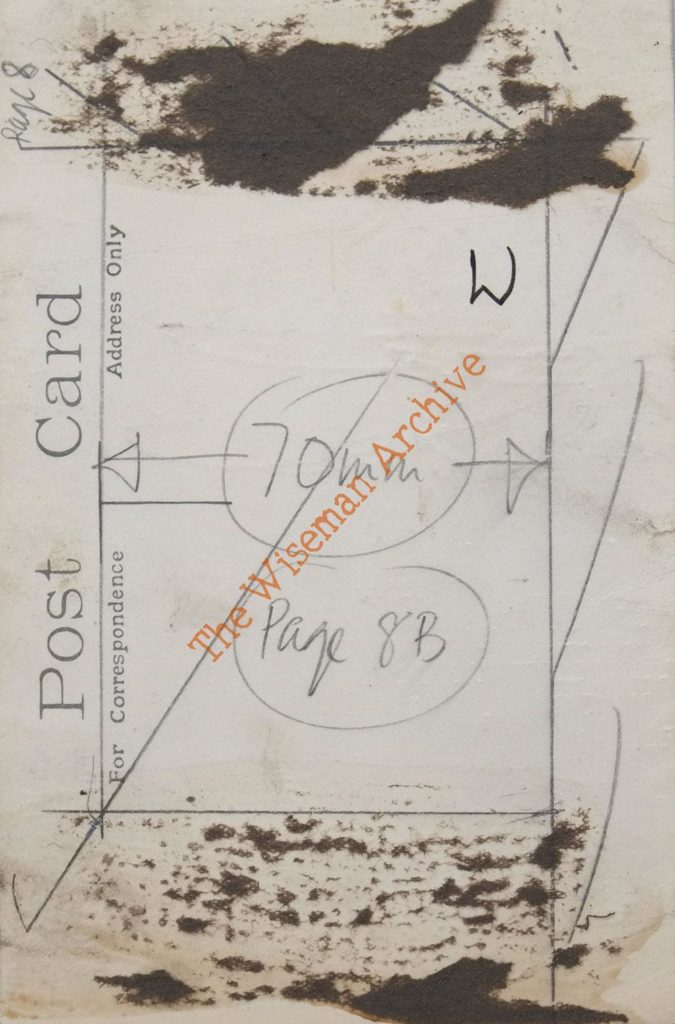 Page 8
Post Card
For Correspondence
Address Only
70mm
Page 8B
The Wiseman Archive